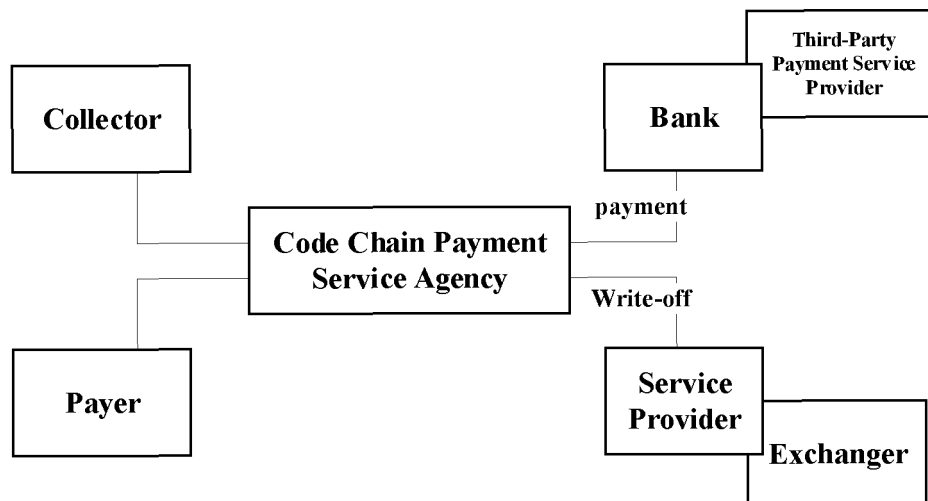 Third-Party
Payment Service
Provider
Collector
Bank
payment
Code Chain Payment
Service Agency
Write-off
Payer
Service
Provider
Exchanger